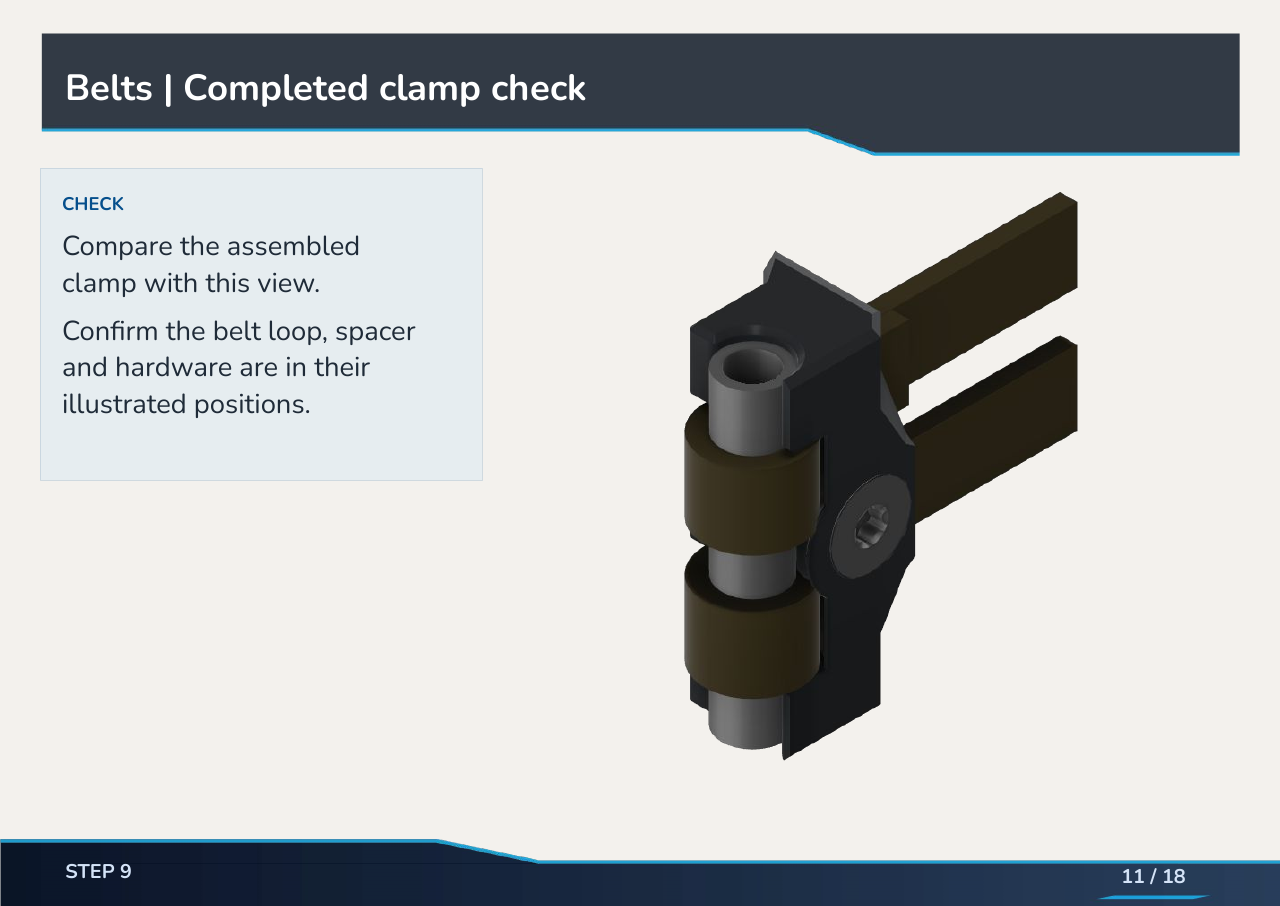 Belts | Completed clamp check
CHECK
Compare the assembled
clamp with this view.
Confirm the belt loop, spacer
and hardware are in their
illustrated positions.
STEP 9
11 / 18